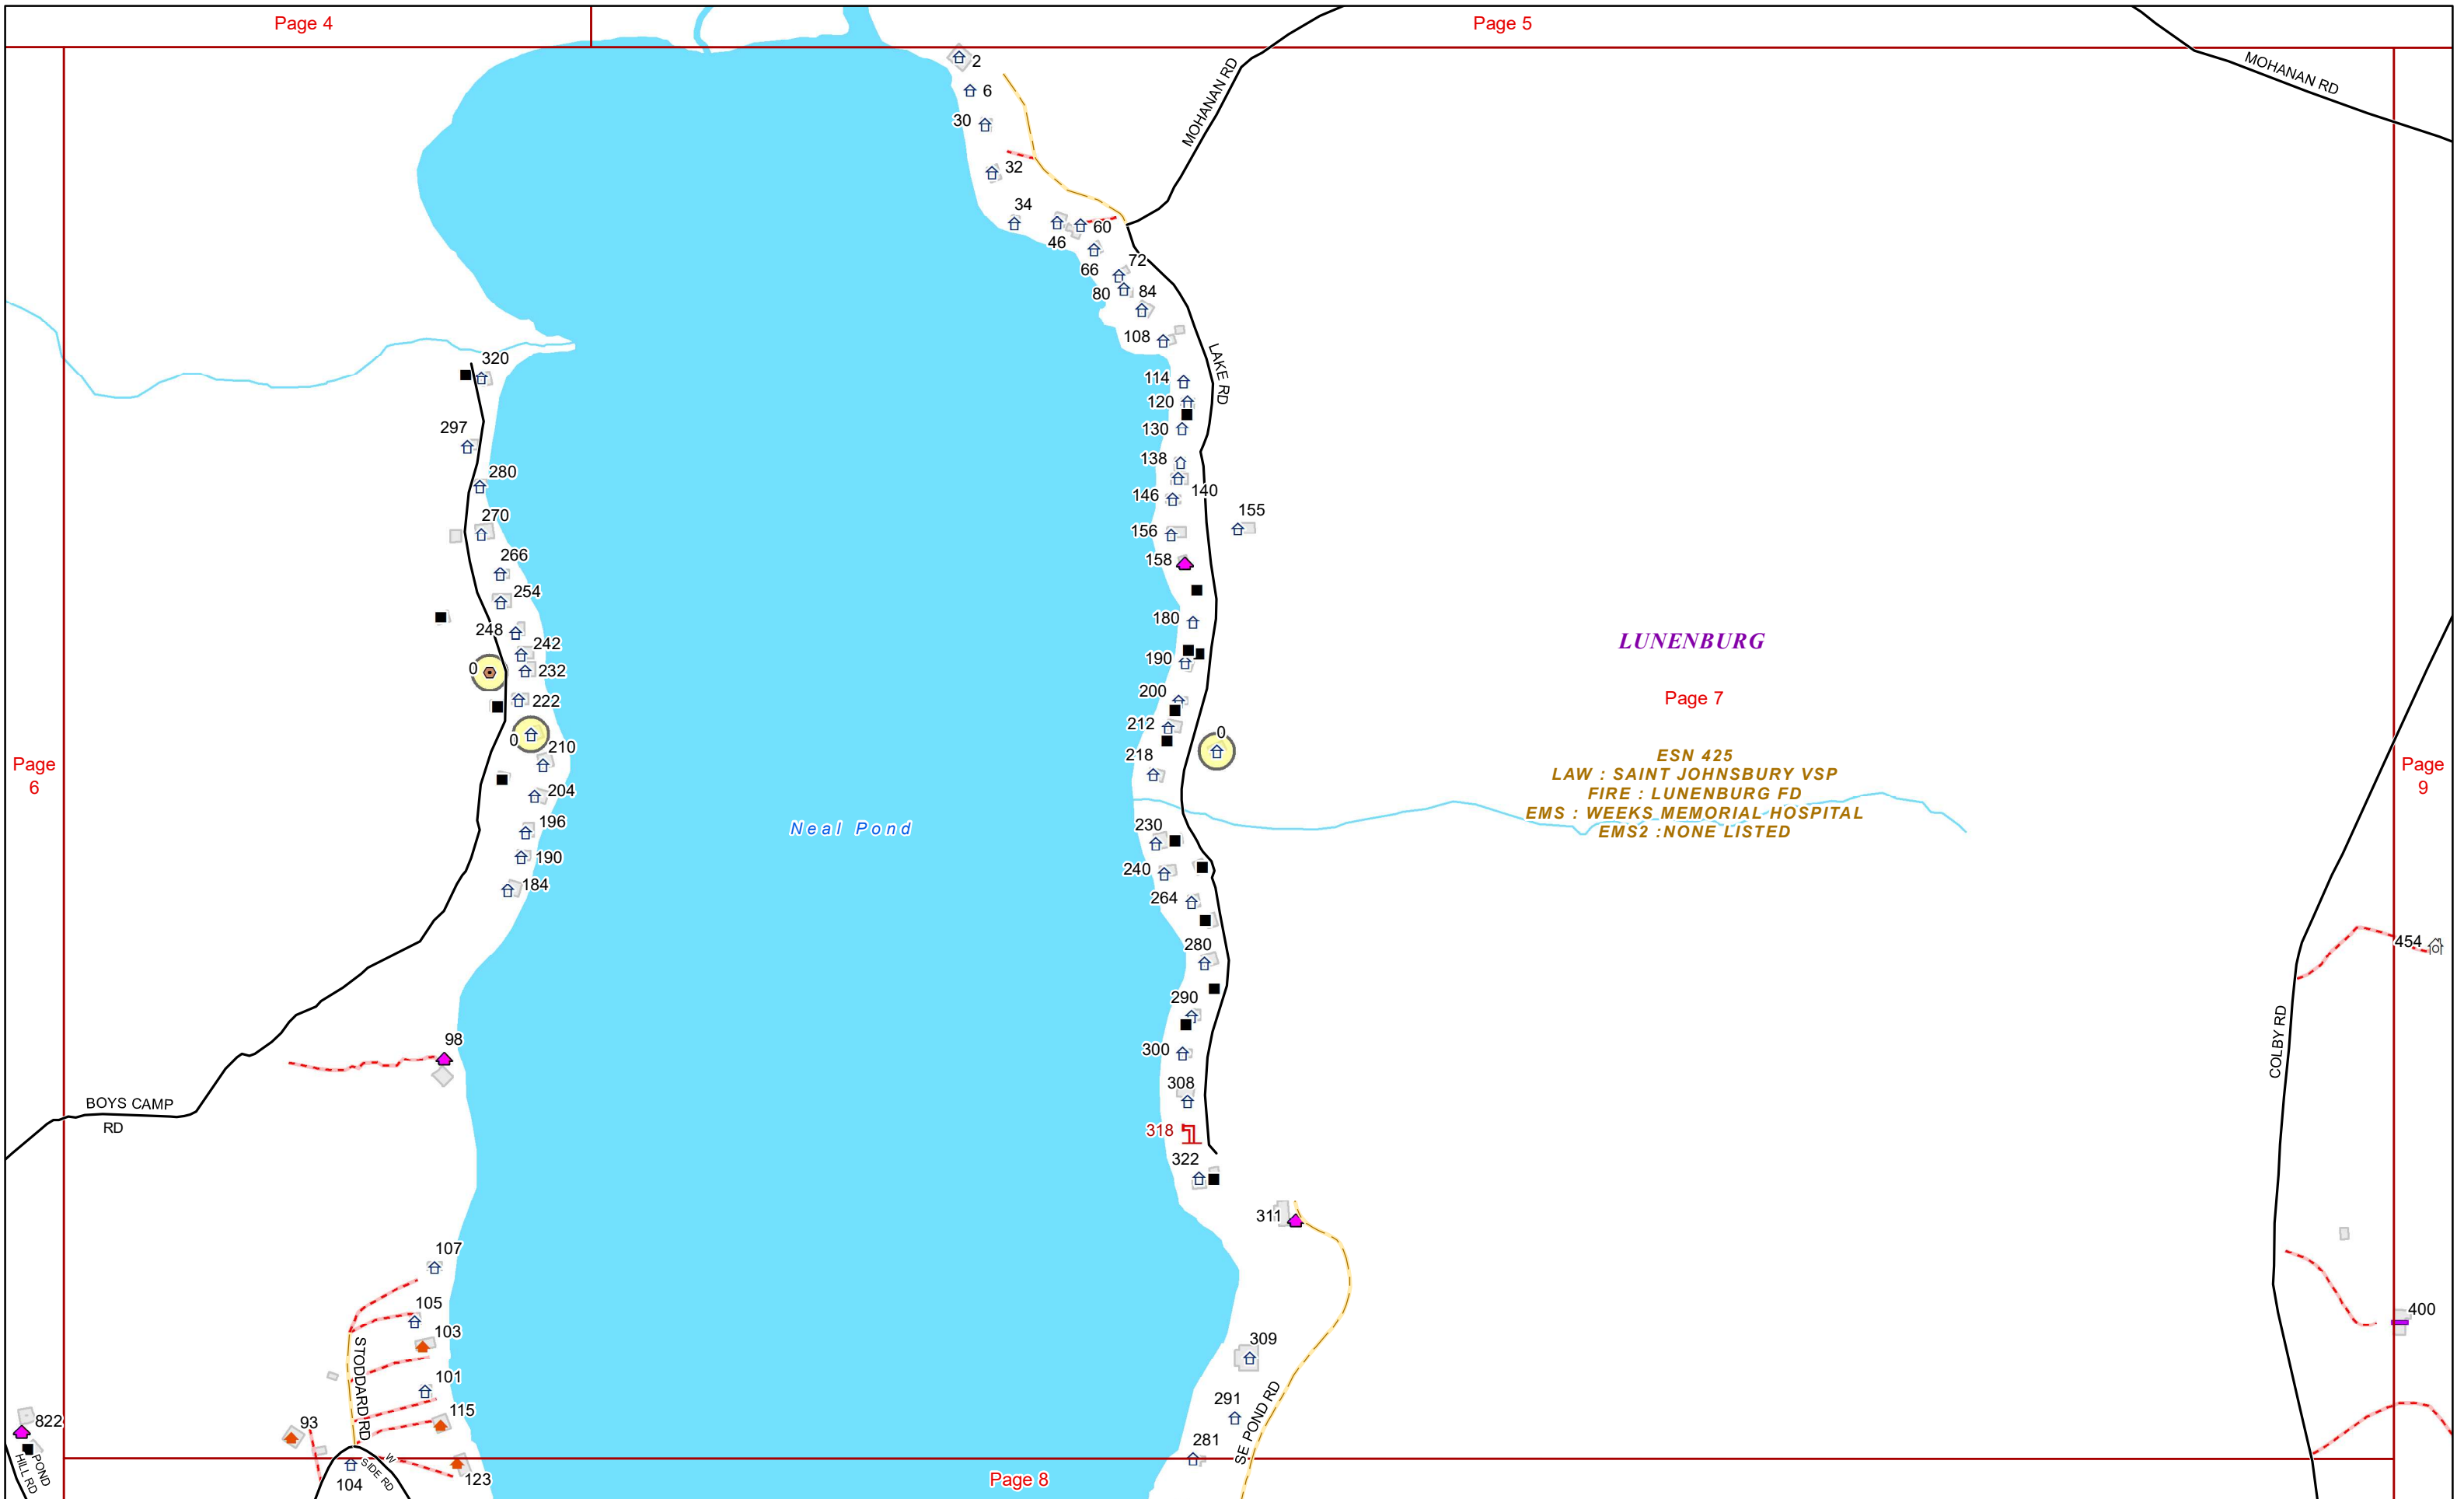 Page 4
Page 5
MOHANAN RD
MOHANAN RD
2
6
30
32
34
46
60
66
72
80
84
108
LAKE RD
320
114
120
297
130
138
280
140
146
155
270
156
266
158
254
180
248
242
LUNENBURG
190
0
232
200
Page 7
222
212
0
0
210
218
ESN 425
LAW : SAINT JOHNSBURY VSP
FIRE : LUNENBURG FD
EMS : WEEKS MEMORIAL HOSPITAL
EMS2 :NONE LISTED
Page
6
Page
9
204
196
Neal Pond
230
190
240
184
264
280
454
290
98
300
COLBY RD
308
BOYS CAMP
RD
318
322
311
107
105
400
103
309
STODDARD RD
101
291
115
93
822
SE POND RD
281
POND
HILL RD
W
SIDE RD
104
123
Page 8